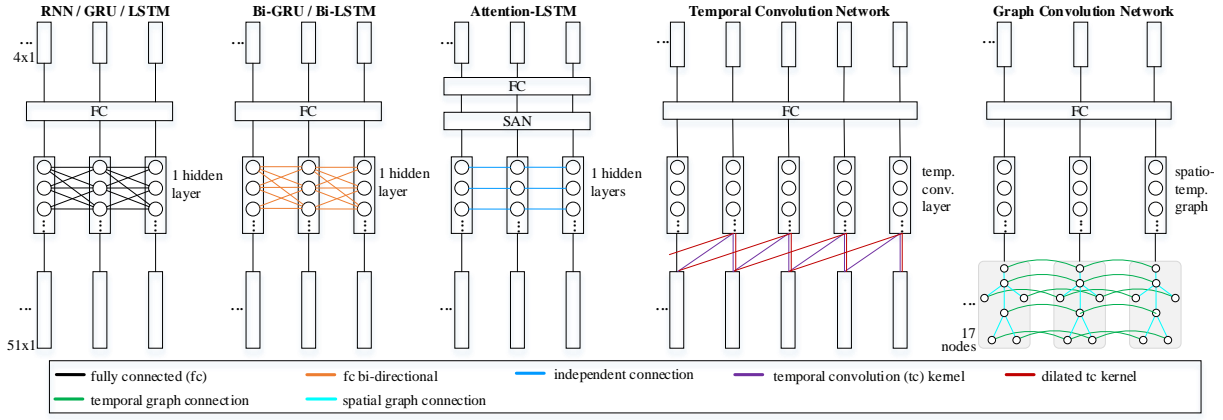 RNN / GRU / LSTM
Bi-GRU / Bi-LSTM
Attention-LSTM
Temporal Convolution Network
Graph Convolution Network
...
...
...
...
...
4x1
FC
FC
FC
FC
FC
SAN
1 hidden
layer
1 hidden
layer
1 hidden
layers
temp.
conv.
layer
spatio-
temp.
graph
...
...
...
...
...
51x1
17
nodes
fully connected (fc)
fc bi-directional
independent connection
temporal convolution (tc) kernel
dilated tc kernel
temporal graph connection
spatial graph connection